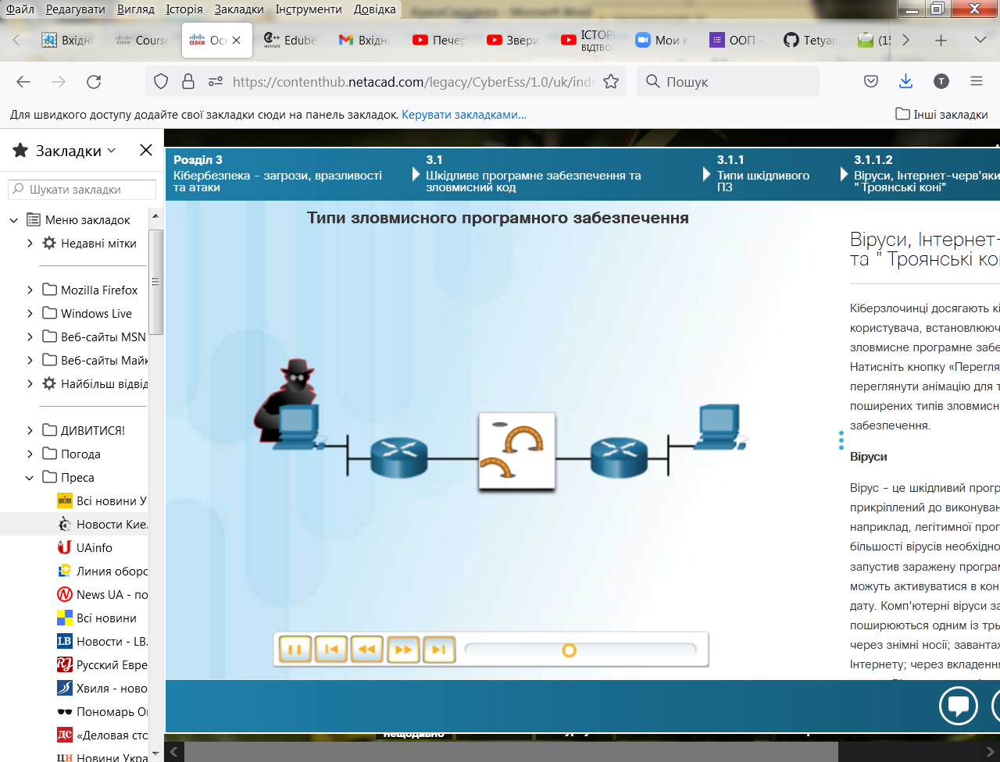 Файл Редагувати Вигляд Історія Закладки Інструменти Довідка
Вхідні Course Осн Edube Вхідні Печер Звери ІСТОРІ Мои к ООП - Tetyan (15
https://contenthub.netacad.com/legacy/CyberEss/1.0/uk/inde
Пошук
Для швидкого доступу додайте свої закладки сюди на панель закладок. Керувати закладками…
Інші закладки
Закладки
Шукати закладки
Меню закладок
Недавні мітки
Mozilla Firefox
Windows Live
Веб-сайты MSN
Веб-сайты Майк
Найбільш відвід
ДИВИТИСЯ!
Погода
Преса
Всі новини У
Новости Кие.
UAinfo
Линия оборо
News UA - по
Всі новини
Новости - LB.
Русский Евре
Хвиля - ново
Пономарь О
«Деловая сто
Новини Укра
Розділ 3
Кібербезпека - загрози, вразливості
та атаки
3.1
Шкідливе програмне забезпечення та
зловмисний код
3.1.1
Типи шкідливого
ПЗ
3.1.1.2
Віруси, Інтернет-черв'яки
" Троянські коні"
Типи зловмисного програмного забезпечення
Віруси, Інтернет-
та " Троянські ко
Кіберзлочинці досягають кі
користувача, встановлююч
зловмисне програмне забе
Натисніть кнопку «Перегля
переглянути анімацію для т
поширених типів зловмисн
забезпечення.
Віруси
Вірус - це шкідливий прогр
прикріплений до виконуван
наприклад, легітимної прог
більшості вірусів необхідно
запустив заражену програм
можуть активуватися в кон
дату. Комп'ютерні віруси за
поширюються одним із трь
через знімні носії; завантаж
Інтернету; через вкладення
нещодавно